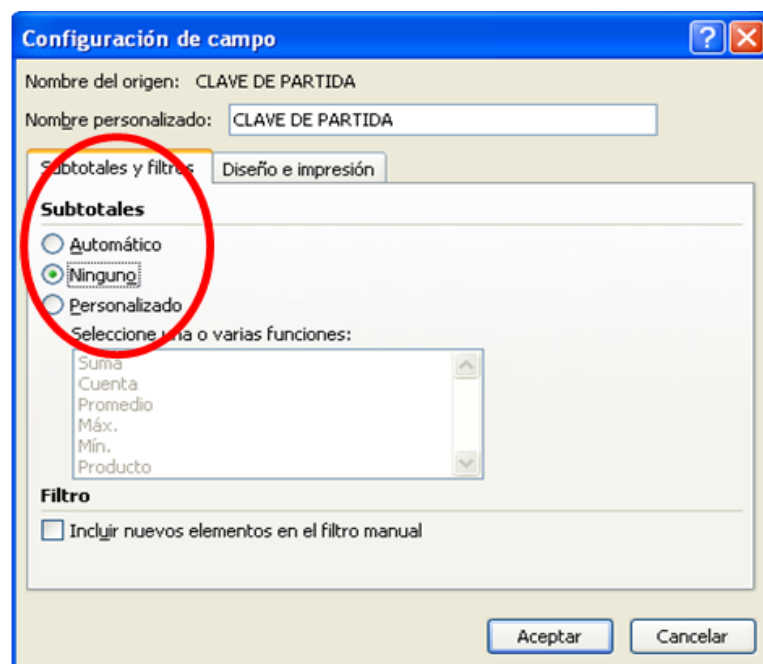 Configuración de campo
Nombre del origen: CLAVE DE PARTIDA
Nombre personalizado: CLAVE DE PARTIDA
Subtotales y filtros Diseño e impresión
Subtotales
Automático
Ninguno
Personalizado
Seleccione una o varias funciones:
Suma
Cuenta
Promedio
Máx.
Mín.
Producto
Filtro
Incluir nuevos elementos en el filtro manual
Aceptar Cancelar